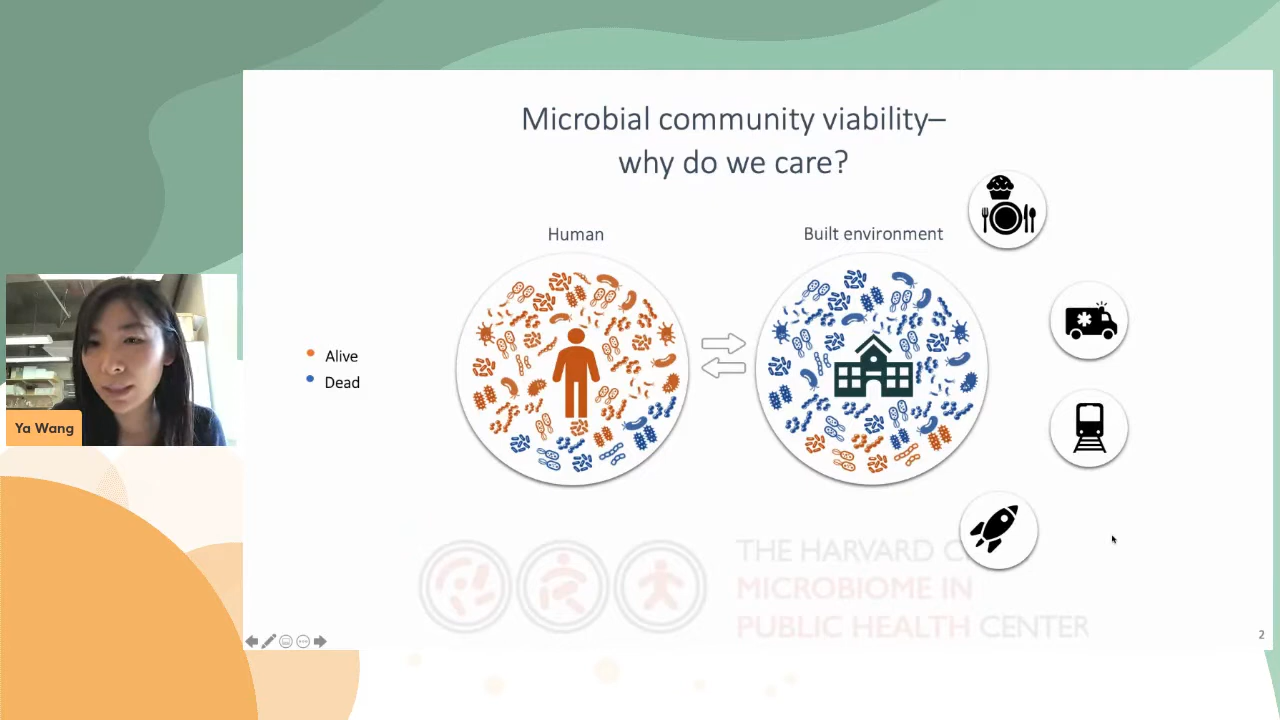 Microbial community viability–
why do we care?
Human
Built environment
Alive
Dead
Ya Wang
THE HARVARD
MICROBIOME IN
PUBLIC HEALTH CENTER
2